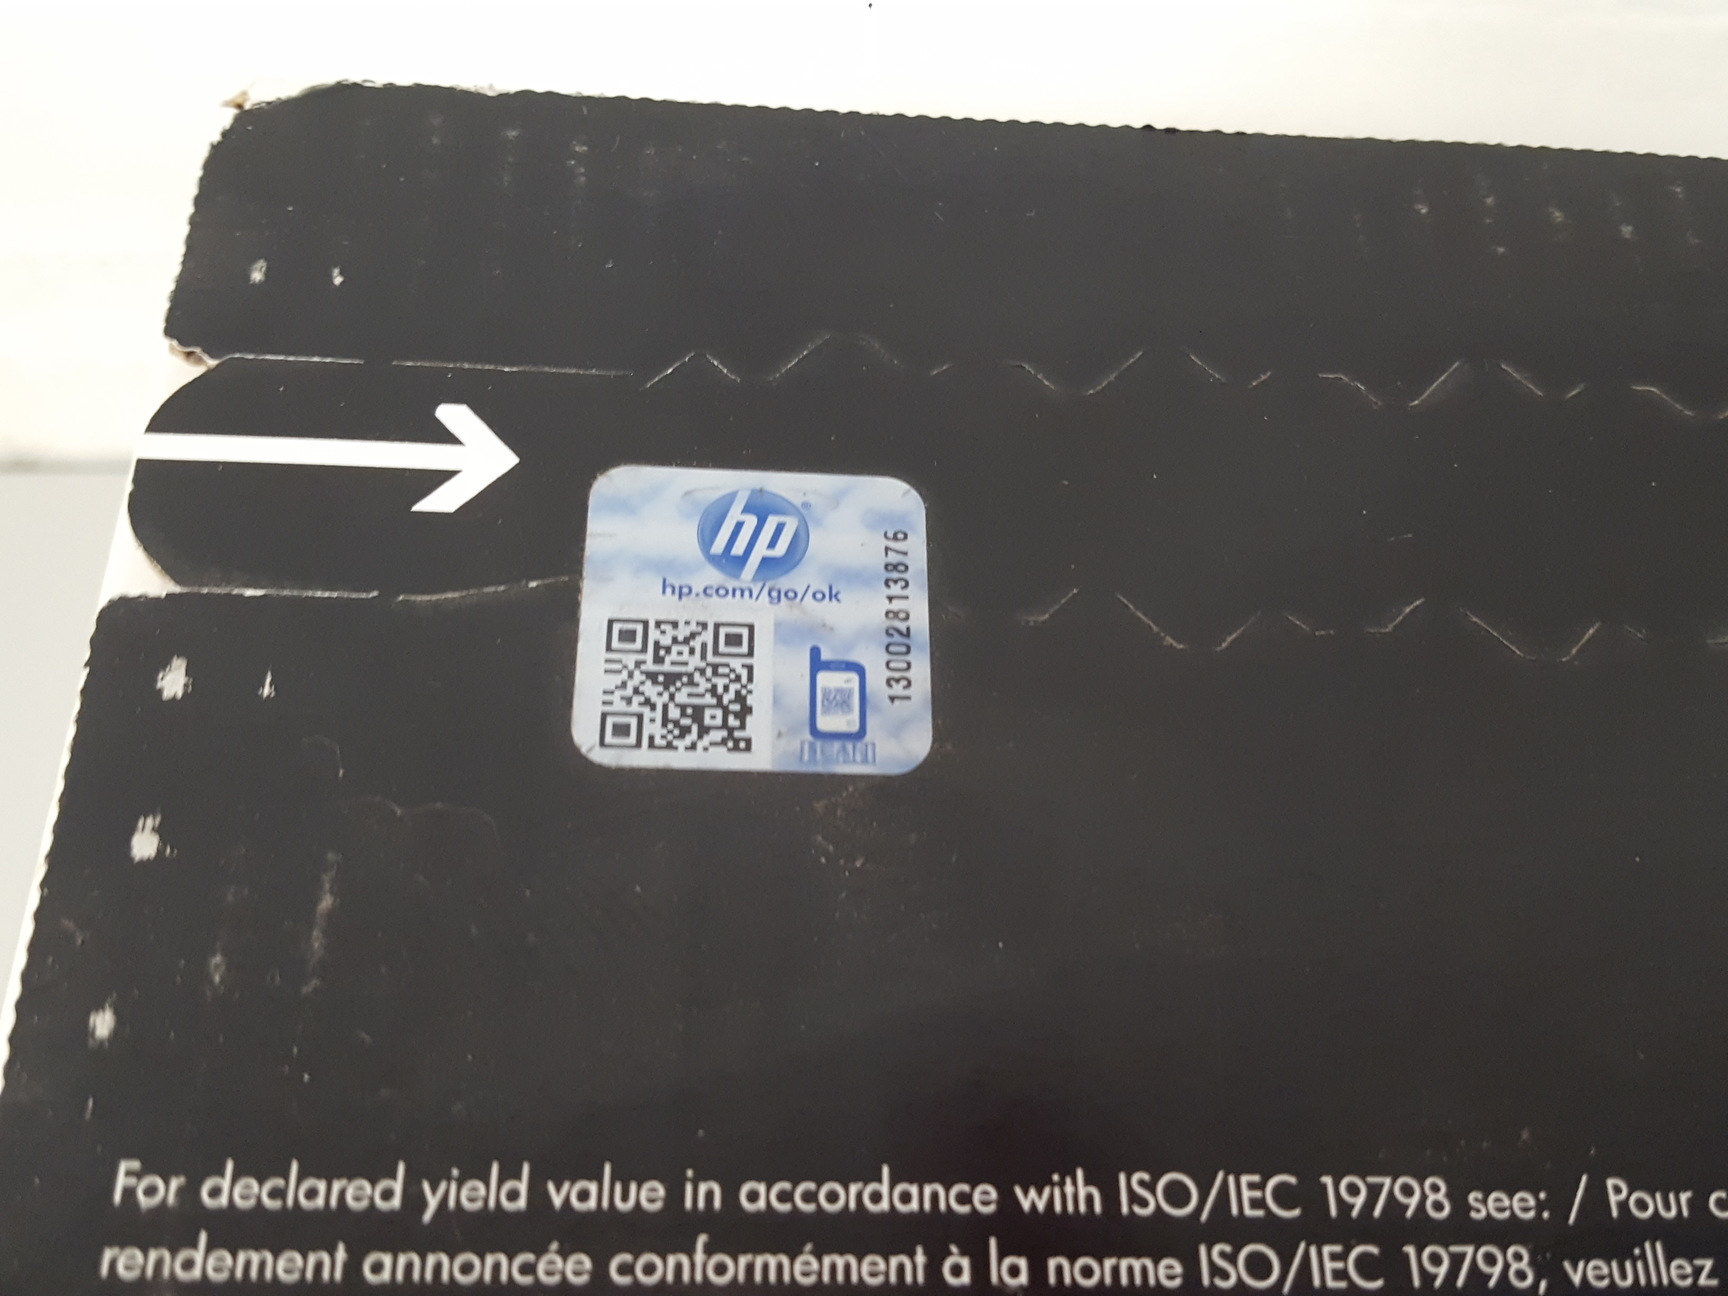 hp®
hp.com/go/ok
13002813876
SCAN
For declared yield value in accordance with ISO/IEC 19798 see: / Pour
rendement annoncée conformément à la norme ISO/IEC 19798, veuillez